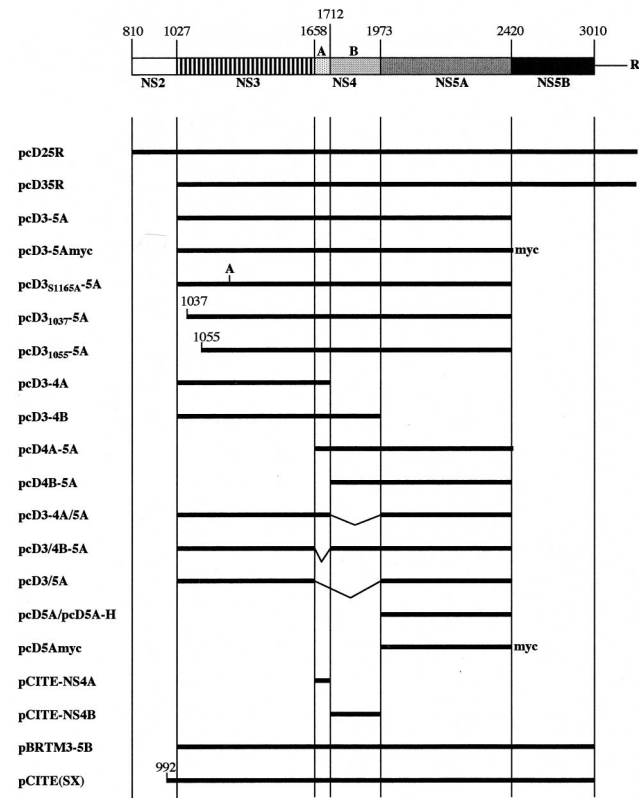 1712
810 1027 1658 1973 2420 3010
A B
R
NS2 NS3 NS4 NS5A NS5B
pcD25R
pcD35R
pcD3-5A
pcD3-5Amyc myc
A
pcD3S1165A-5A
1037
pcD31037-5A
1055
pcD31055-5A
pcD3-4A
pcD3-4B
pcD4A-5A
pcD4B-5A
pcD3-4A/5A
pcD3/4B-5A
pcD3/5A
pcD5A/pcD5A-H
pcD5Amyc myc
pCITE-NS4A
pCITE-NS4B
pBRTM3-5B
992
pCITE(SX)